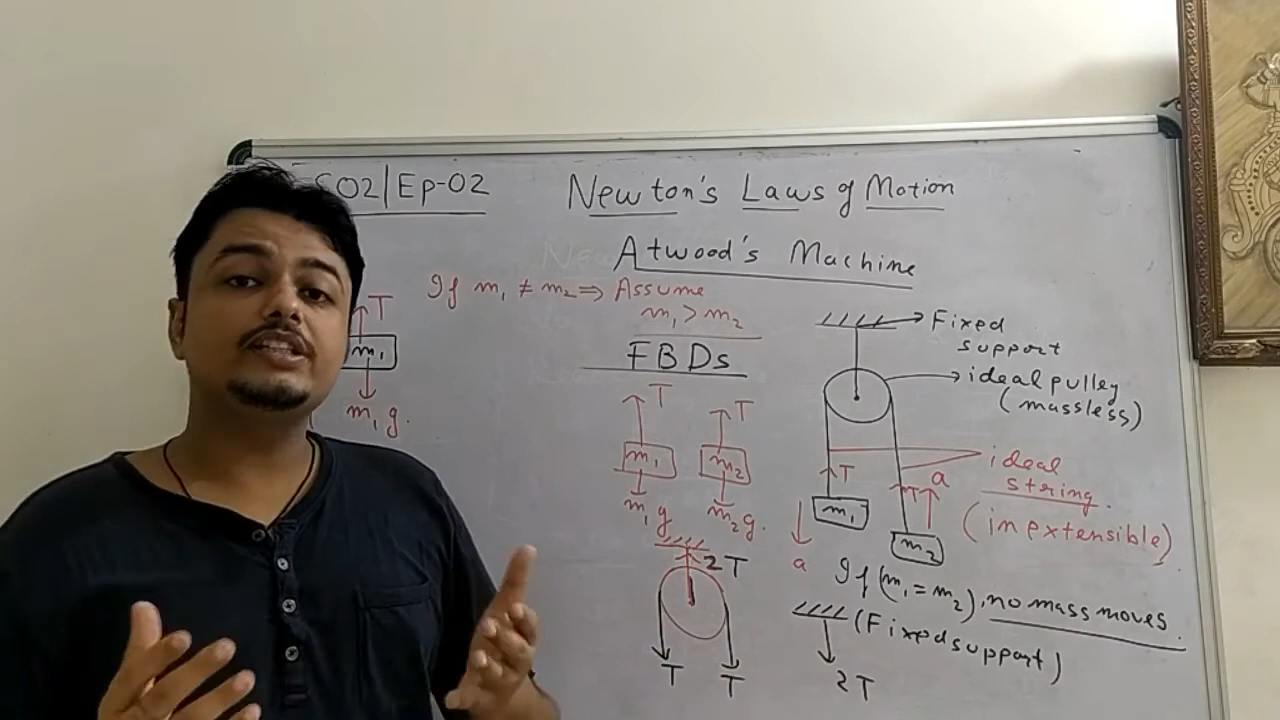 S02|Ep-02
Newton's Laws of Motion
Atwood's Machine
If m₁ ≠ m₂ ⇒ Assume
m₁ > m₂
FBDs
T
m₁
m₁g.
T
m₁
m₁g
T
m₂
m₂g.
2T
T
T
Fixed
support
ideal pulley
(massless)
ideal
string.
(inextensible)
T
m₁
a
T
a
m₂
If (m₁ = m₂), no mass moves.
(Fixed support)
2T